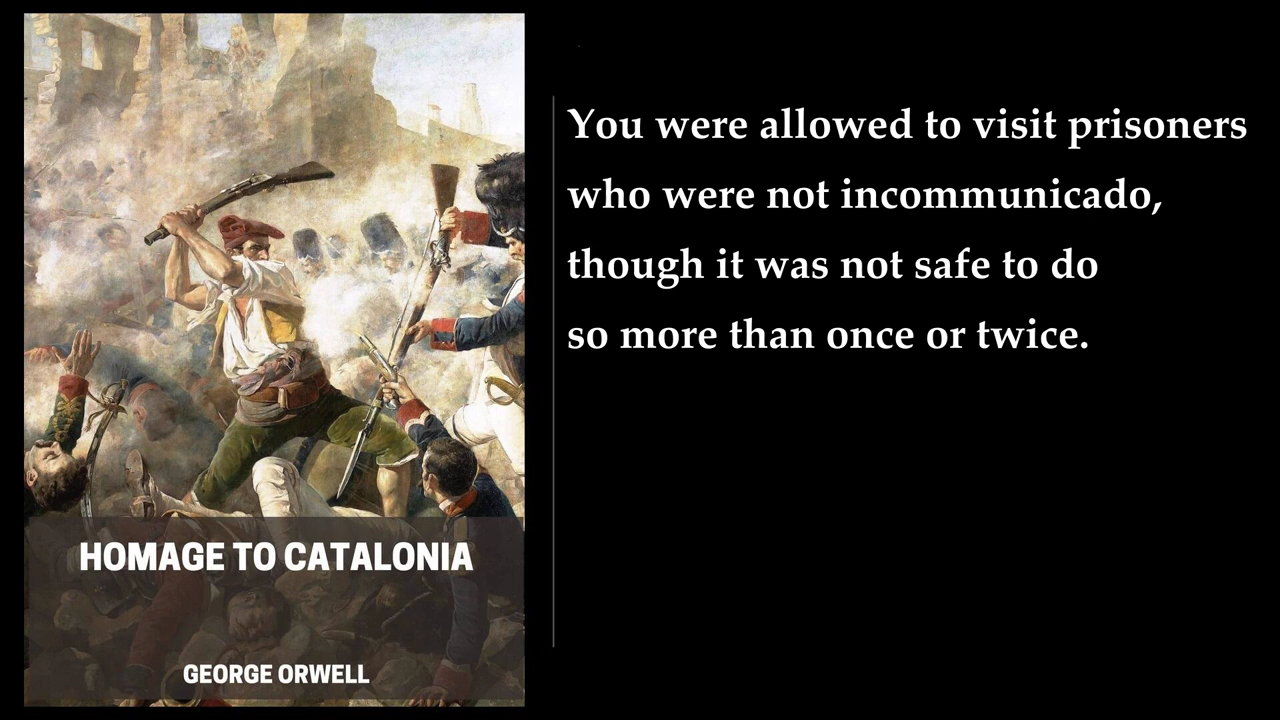 You were allowed to visit prisoners
who were not incommunicado,
though it was not safe to do
so more than once or twice.
HOMAGE TO CATALONIA
GEORGE ORWELL